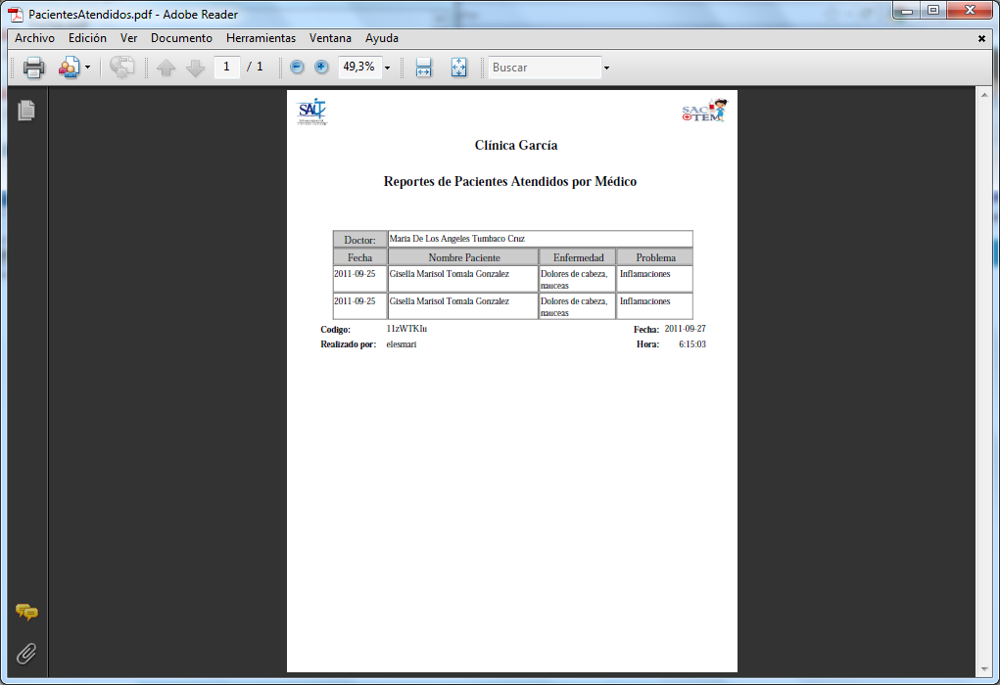 PacientesAtendidos.pdf - Adobe Reader
Archivo Edición Ver Documento Herramientas Ventana Ayuda
1 / 1 49,3% Buscar
SAUT
SAC
TEM
Clínica García
Reportes de Pacientes Atendidos por Médico
Doctor: Maria De Los Angeles Tumbaco Cruz
Fecha Nombre Paciente Enfermedad Problema
2011-09-25 Gisella Marisol Tomala Gonzalez Dolores de cabeza, Inflamaciones
nauceas
2011-09-25 Gisella Marisol Tomala Gonzalez Dolores de cabeza, Inflamaciones
nauceas
Codigo: 11zWTKIu Fecha: 2011-09-27
Realizado por: elesmari Hora: 6:15:03